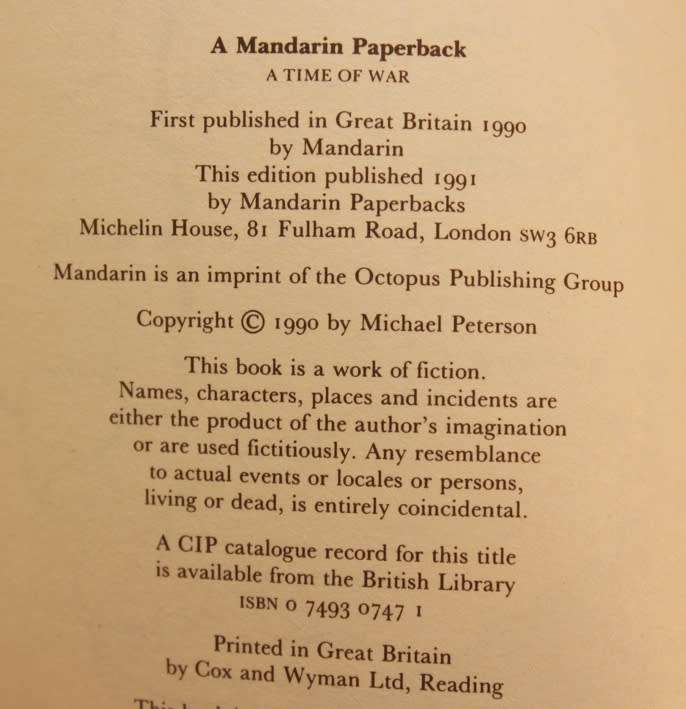 A Mandarin Paperback
A TIME OF WAR
First published in Great Britain 1990
by Mandarin
This edition published 1991
by Mandarin Paperbacks
Michelin House, 81 Fulham Road, London SW3 6RB
Mandarin is an imprint of the Octopus Publishing Group
Copyright © 1990 by Michael Peterson
This book is a work of fiction.
Names, characters, places and incidents are
either the product of the author's imagination
or are used fictitiously. Any resemblance
to actual events or locales or persons,
living or dead, is entirely coincidental.
A CIP catalogue record for this title
is available from the British Library
ISBN 0 7493 0747 1
Printed in Great Britain
by Cox and Wyman Ltd, Reading
This